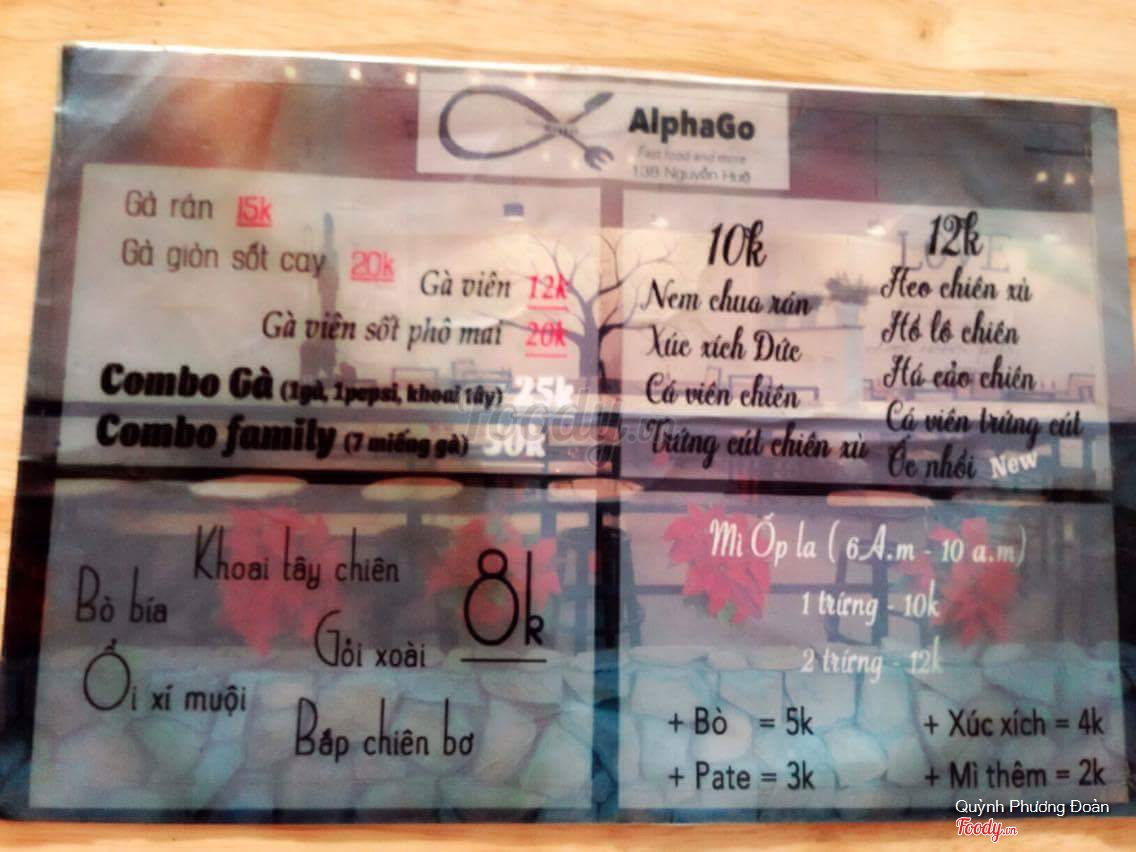 AlphaGo
Fast food and more
138 Nguyễn Huệ
Gà rán 15k
Gà giòn sốt cay 20k
Gà viên 12k
Gà viên sốt phô mai 20k
Combo Gà (1gà, 1pepsi, khoai tây) 25k
Combo family (7 miếng gà) 90k
10k
Nem chua rán
Xúc xích Đức
Cá viên chiên
Trứng cút chiên xù
12k
Heo chiên xù
Hồ lô chiên
Há cảo chiên
Cá viên trứng cút
Ốc nhồi New
Khoai tây chiên
Bò bía
8k
Gỏi xoài
Ổi xí muội
Bắp chiên bơ
Mì Ốp la ( 6A.m - 10 a.m)
1 trứng - 10k
2 trứng - 12k
+ Bò = 5k
+ Xúc xích = 4k
+ Pate = 3k
+ Mì thêm = 2k
Quỳnh Phương Đoàn
Foody.vn